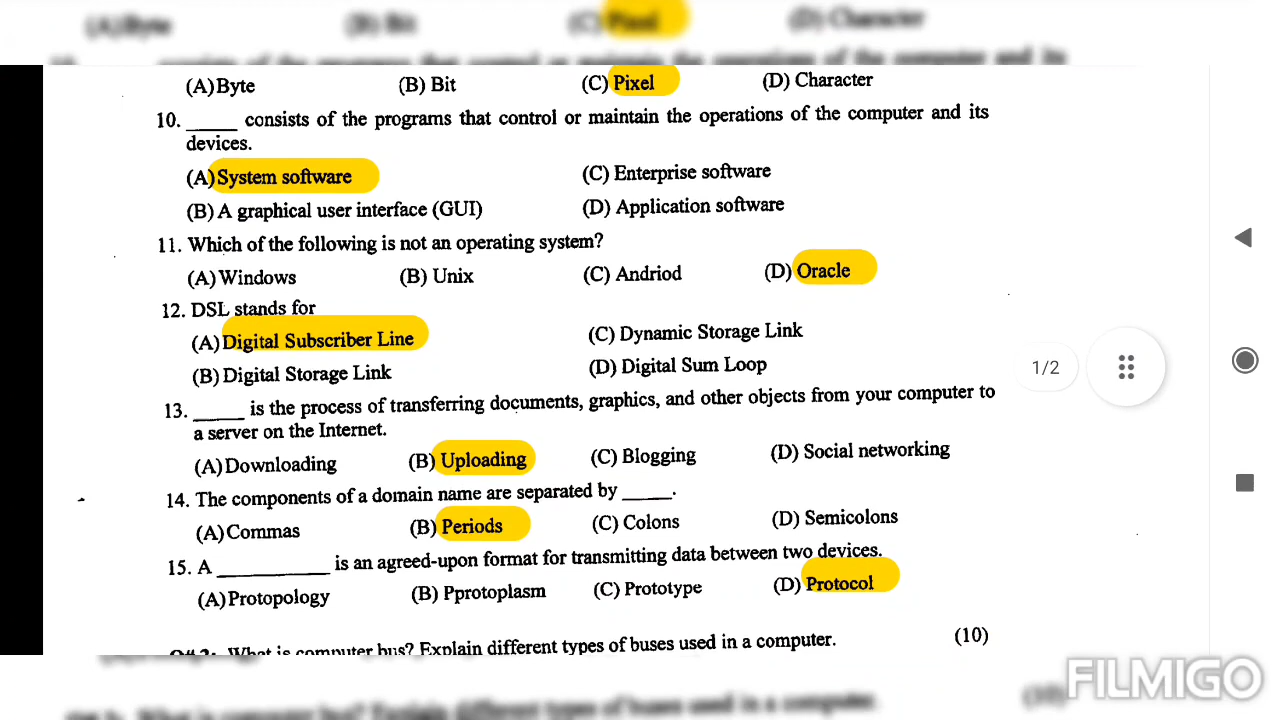 (A) Byte (B) Bit (C) Pixel (D) Character
(A) Byte (B) Bit (C) Pixel (D) Character
10. _____ consists of the programs that control or maintain the operations of the computer and its
devices.
(A) System software (C) Enterprise software
(B) A graphical user interface (GUI) (D) Application software
11. Which of the following is not an operating system?
(A) Windows (B) Unix (C) Andriod (D) Oracle
12. DSL stands for
(A) Digital Subscriber Line (C) Dynamic Storage Link
(B) Digital Storage Link (D) Digital Sum Loop
1/2
13. _____ is the process of transferring documents, graphics, and other objects from your computer to
a server on the Internet.
(A) Downloading (B) Uploading (C) Blogging (D) Social networking
14. The components of a domain name are separated by _____.
(A) Commas (B) Periods (C) Colons (D) Semicolons
15. A ___________ is an agreed-upon format for transmitting data between two devices.
(A) Protopology (B) Pprotoplasm (C) Prototype (D) Protocol
What is computer bus? Explain different types of buses used in a computer. (10)
FILMIGO